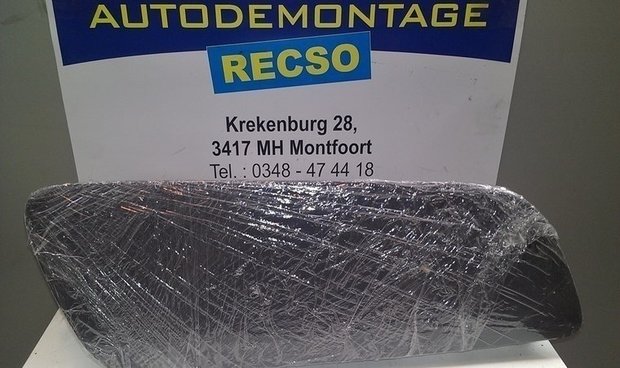 AUTODEMONTAGE
RECSO
Krekenburg 28,
3417 MH Montfoort
Tel. : 0348 - 47 44 18